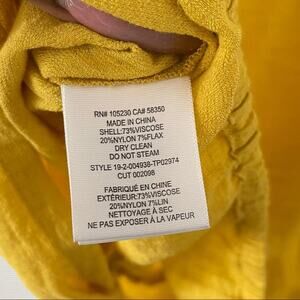 RN# 105230 CA# 58350
MADE IN CHINA
SHELL:73%VISCOSE
20%NYLON 7%FLAX
DRY CLEAN
DO NOT STEAM
STYLE 19-2-004938-TP02974
CUT 002098
FABRIQUÉ EN CHINE
EXTÉRIEUR:73%VISCOSE
20%NYLON 7%LIN
NETTOYAGE À SEC
NE PAS EXPOSER À LA VAPEUR